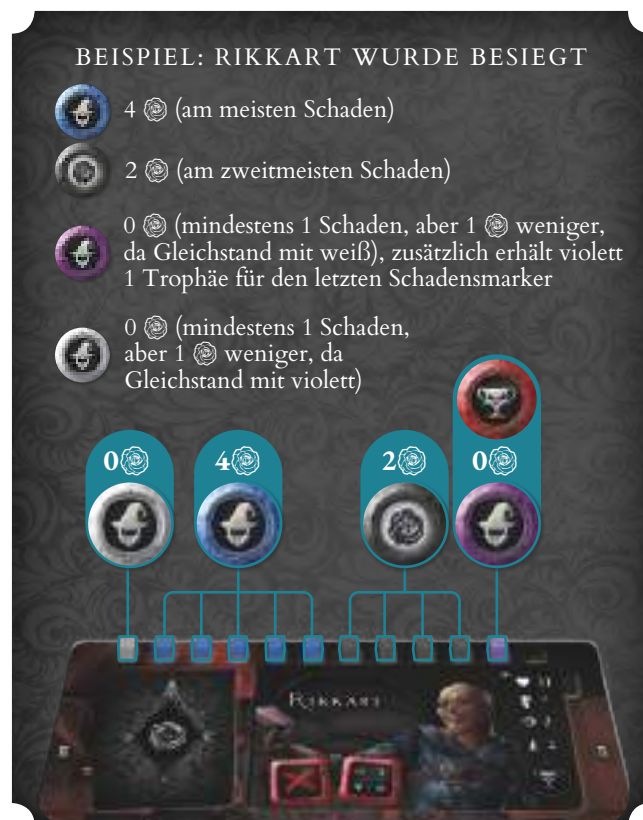 BEISPIEL: RIKKART WURDE BESIEGT
4 (am meisten Schaden)
2 (am zweitmeisten Schaden)
0 (mindestens 1 Schaden, aber 1 weniger,
da Gleichstand mit weiß), zusätzlich erhält violett
1 Trophäe für den letzten Schadensmarker
0 (mindestens 1 Schaden,
aber 1 weniger, da
Gleichstand mit violett)
0 4 2 0
RIKKART